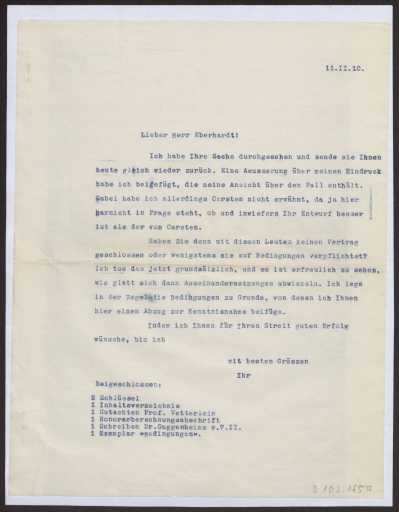 11.II.10.
Lieber Herr Eberhardt!
Ich habe Ihre Sache durchgesehen und sende sie Ihnen
heute gleich wieder zurück. Eine Aeusserung über meinen Eindruck
habe ich beigefügt, die meine Ansicht über den Fall enthält.
Dabei habe ich allerdings Carsten nicht erwähnt, da ja hier
garnicht in Frage steht, ob und inwiefern Ihr Entwurf besser
ist als der von Carsten.
Haben Sie denn mit diesen Leuten keinen Vertrag
geschlossen oder wenigstens sie auf Bedingungen verpflichtet?
Ich tue das jetzt grundsätzlich, und es ist erfreulich zu sehen,
wie glatt sich dann Auseinandersetzungen abwickeln. Ich lege
in der Regel die Bedingungen zu Grunde, von denen ich Ihnen
hier einen Abzug zur Kenntnisnahme beifüge.
Indem ich Ihnen für Ihren Streit guten Erfolg
wünsche, bin ich
mit besten Grüssen
Ihr
Beigeschlossen:
2 Schlüssel
1 Inhaltsverzeichnis
1 Gutachten Prof. Vetterlein
1 Honorarberechnungsabschrift
1 Schreiben Dr. Guggenheims v.7.II.
1 Exemplar